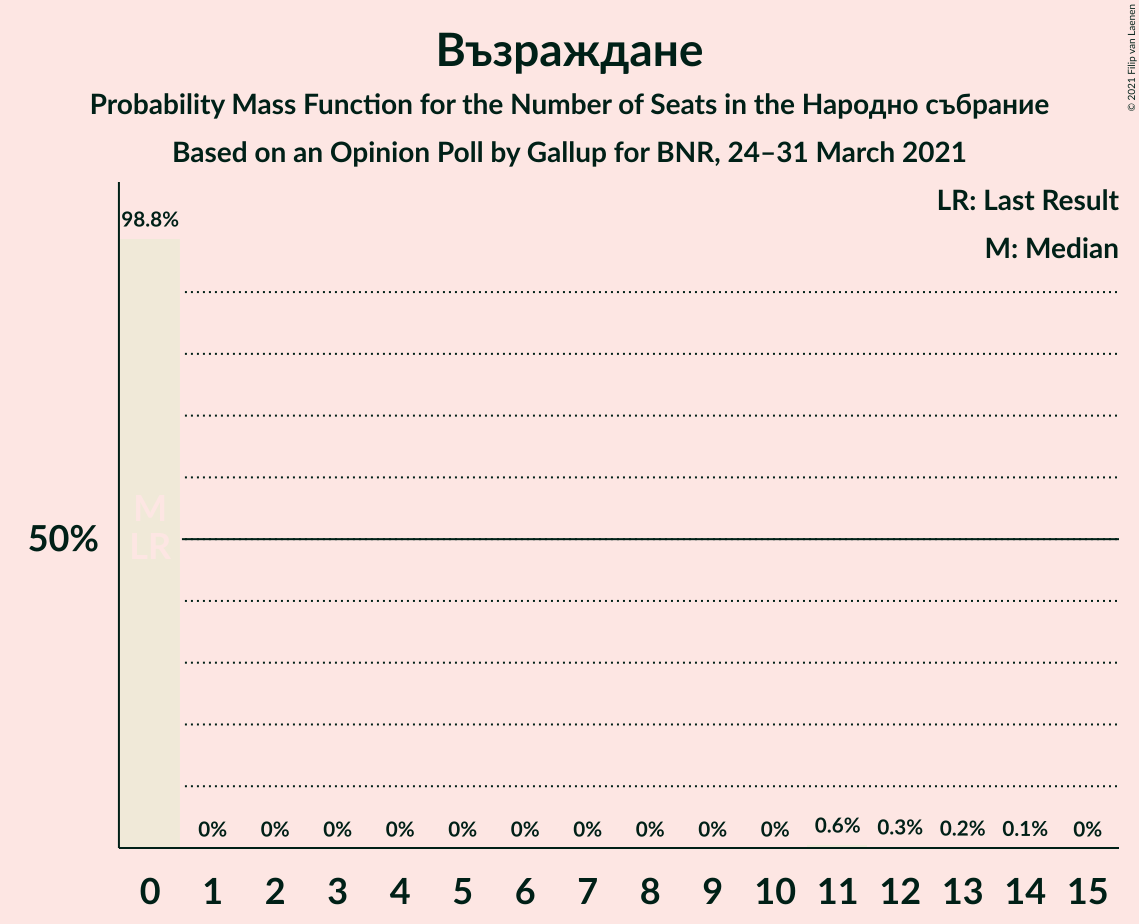 Възраждане
Probability Mass Function for the Number of Seats in the Народно събрание
Based on an Opinion Poll by Gallup for BNR, 24–31 March 2021
© 2021 Filip van Laenen
LR: Last Result
M: Median
98.8%
M
LR
50%
0% 0% 0% 0% 0% 0% 0% 0% 0% 0% 0.6% 0.3% 0.2% 0.1% 0%
0 1 2 3 4 5 6 7 8 9 10 11 12 13 14 15